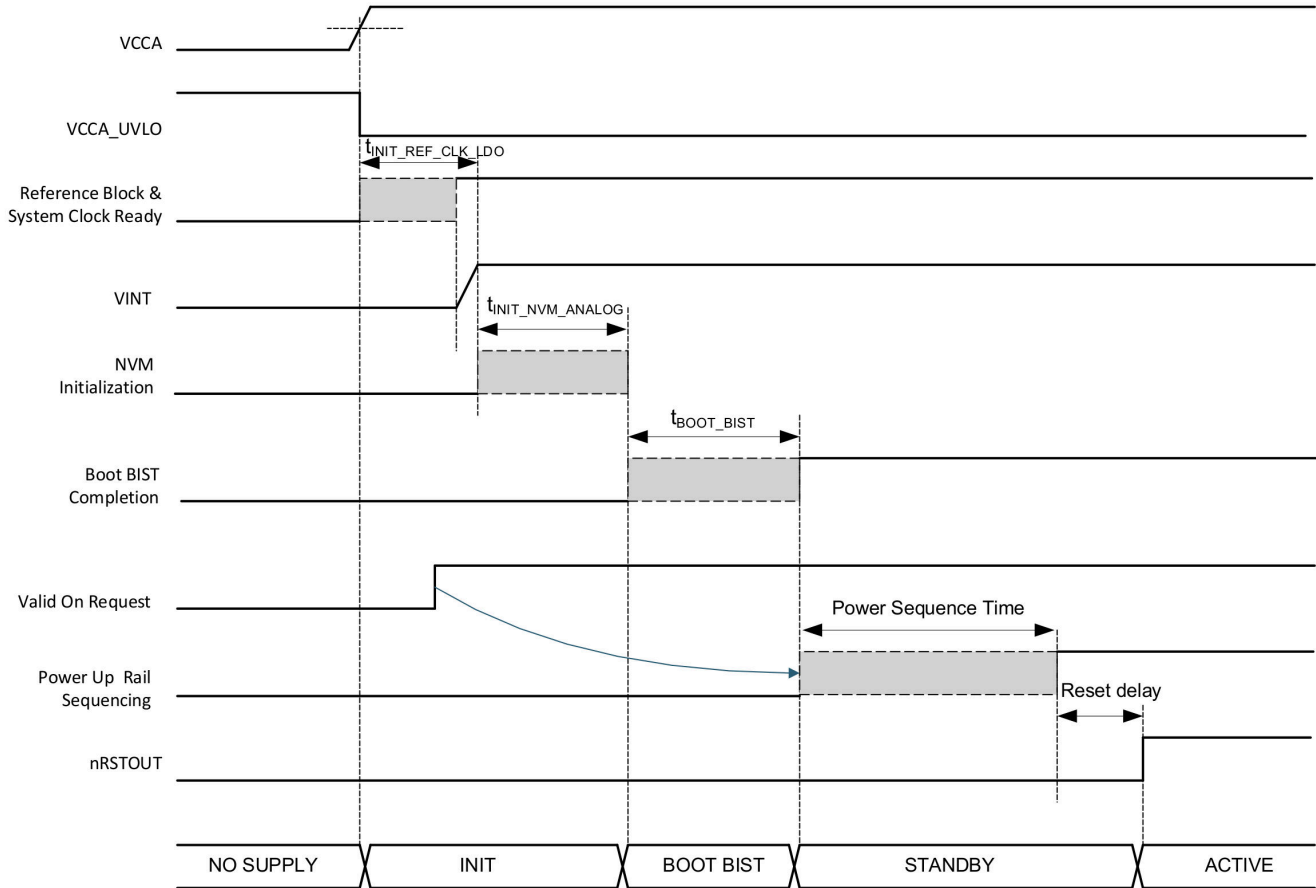 VCCA
VCCA_UVLO
tINIT_REF_CLK_LDO
Reference Block &
System Clock Ready
VINT
tINIT_NVM_ANALOG
NVM
Initialization
tBOOT_BIST
Boot BIST
Completion
Valid On Request
Power Sequence Time
Power Up Rail
Sequencing
Reset delay
nRSTOUT
NO SUPPLY INIT BOOT BIST STANDBY ACTIVE